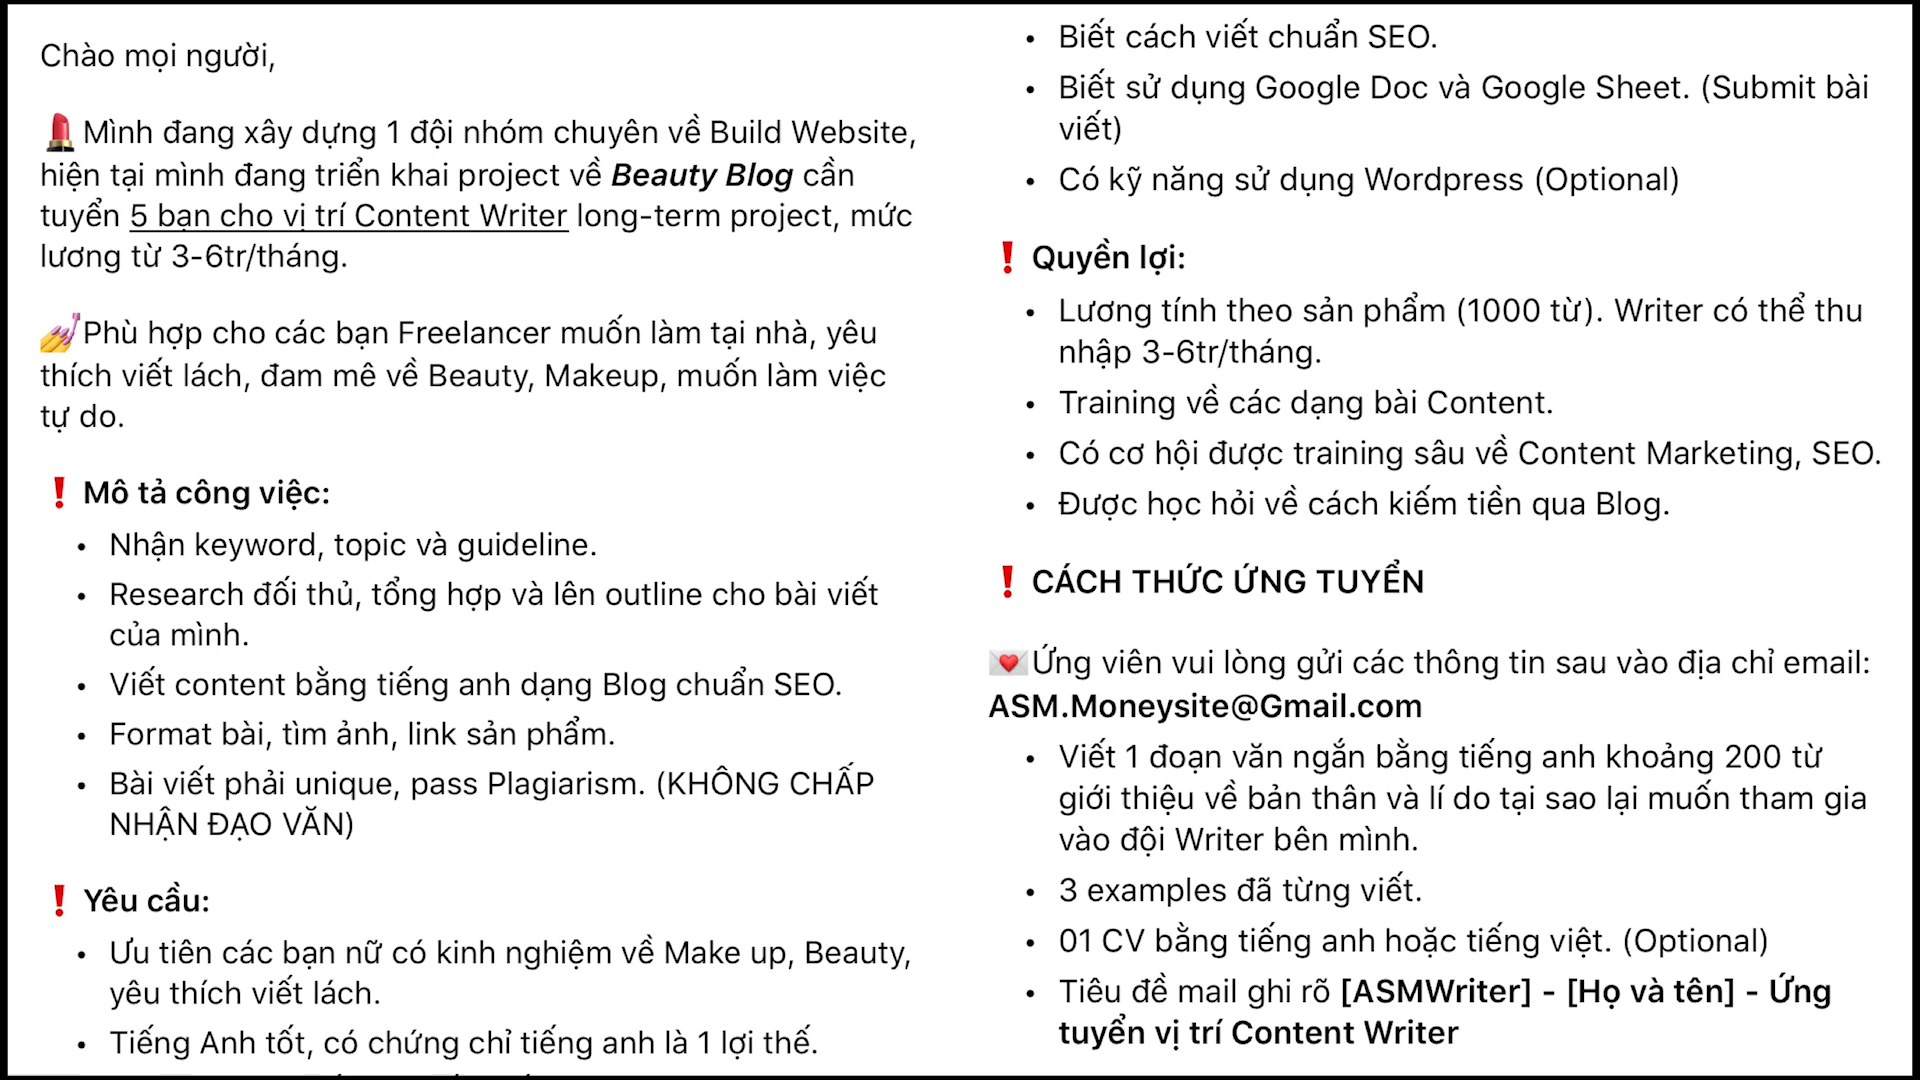 Chào mọi người,
💄Mình đang xây dựng 1 đội nhóm chuyên về Build Website,
hiện tại mình đang triển khai project về Beauty Blog cần
tuyển 5 bạn cho vị trí Content Writer long-term project, mức
lương từ 3-6tr/tháng.
💅Phù hợp cho các bạn Freelancer muốn làm tại nhà, yêu
thích viết lách, đam mê về Beauty, Makeup, muốn làm việc
tự do.
❗ Mô tả công việc:
• Nhận keyword, topic và guideline.
• Research đối thủ, tổng hợp và lên outline cho bài viết
của mình.
• Viết content bằng tiếng anh dạng Blog chuẩn SEO.
• Format bài, tìm ảnh, link sản phẩm.
• Bài viết phải unique, pass Plagiarism. (KHÔNG CHẤP
NHẬN ĐẠO VĂN)
❗ Yêu cầu:
• Ưu tiên các bạn nữ có kinh nghiệm về Make up, Beauty,
yêu thích viết lách.
• Tiếng Anh tốt, có chứng chỉ tiếng anh là 1 lợi thế.
• Biết cách viết chuẩn SEO.
• Biết sử dụng Google Doc và Google Sheet. (Submit bài
viết)
• Có kỹ năng sử dụng Wordpress (Optional)
❗ Quyền lợi:
• Lương tính theo sản phẩm (1000 từ). Writer có thể thu
nhập 3-6tr/tháng.
• Training về các dạng bài Content.
• Có cơ hội được training sâu về Content Marketing, SEO.
• Được học hỏi về cách kiếm tiền qua Blog.
❗ CÁCH THỨC ỨNG TUYỂN
💌Ứng viên vui lòng gửi các thông tin sau vào địa chỉ email:
ASM.Moneysite@Gmail.com
• Viết 1 đoạn văn ngắn bằng tiếng anh khoảng 200 từ
giới thiệu về bản thân và lí do tại sao lại muốn tham gia
vào đội Writer bên mình.
• 3 examples đã từng viết.
• 01 CV bằng tiếng anh hoặc tiếng việt. (Optional)
• Tiêu đề mail ghi rõ [ASMWriter] - [Họ và tên] - Ứng
tuyển vị trí Content Writer